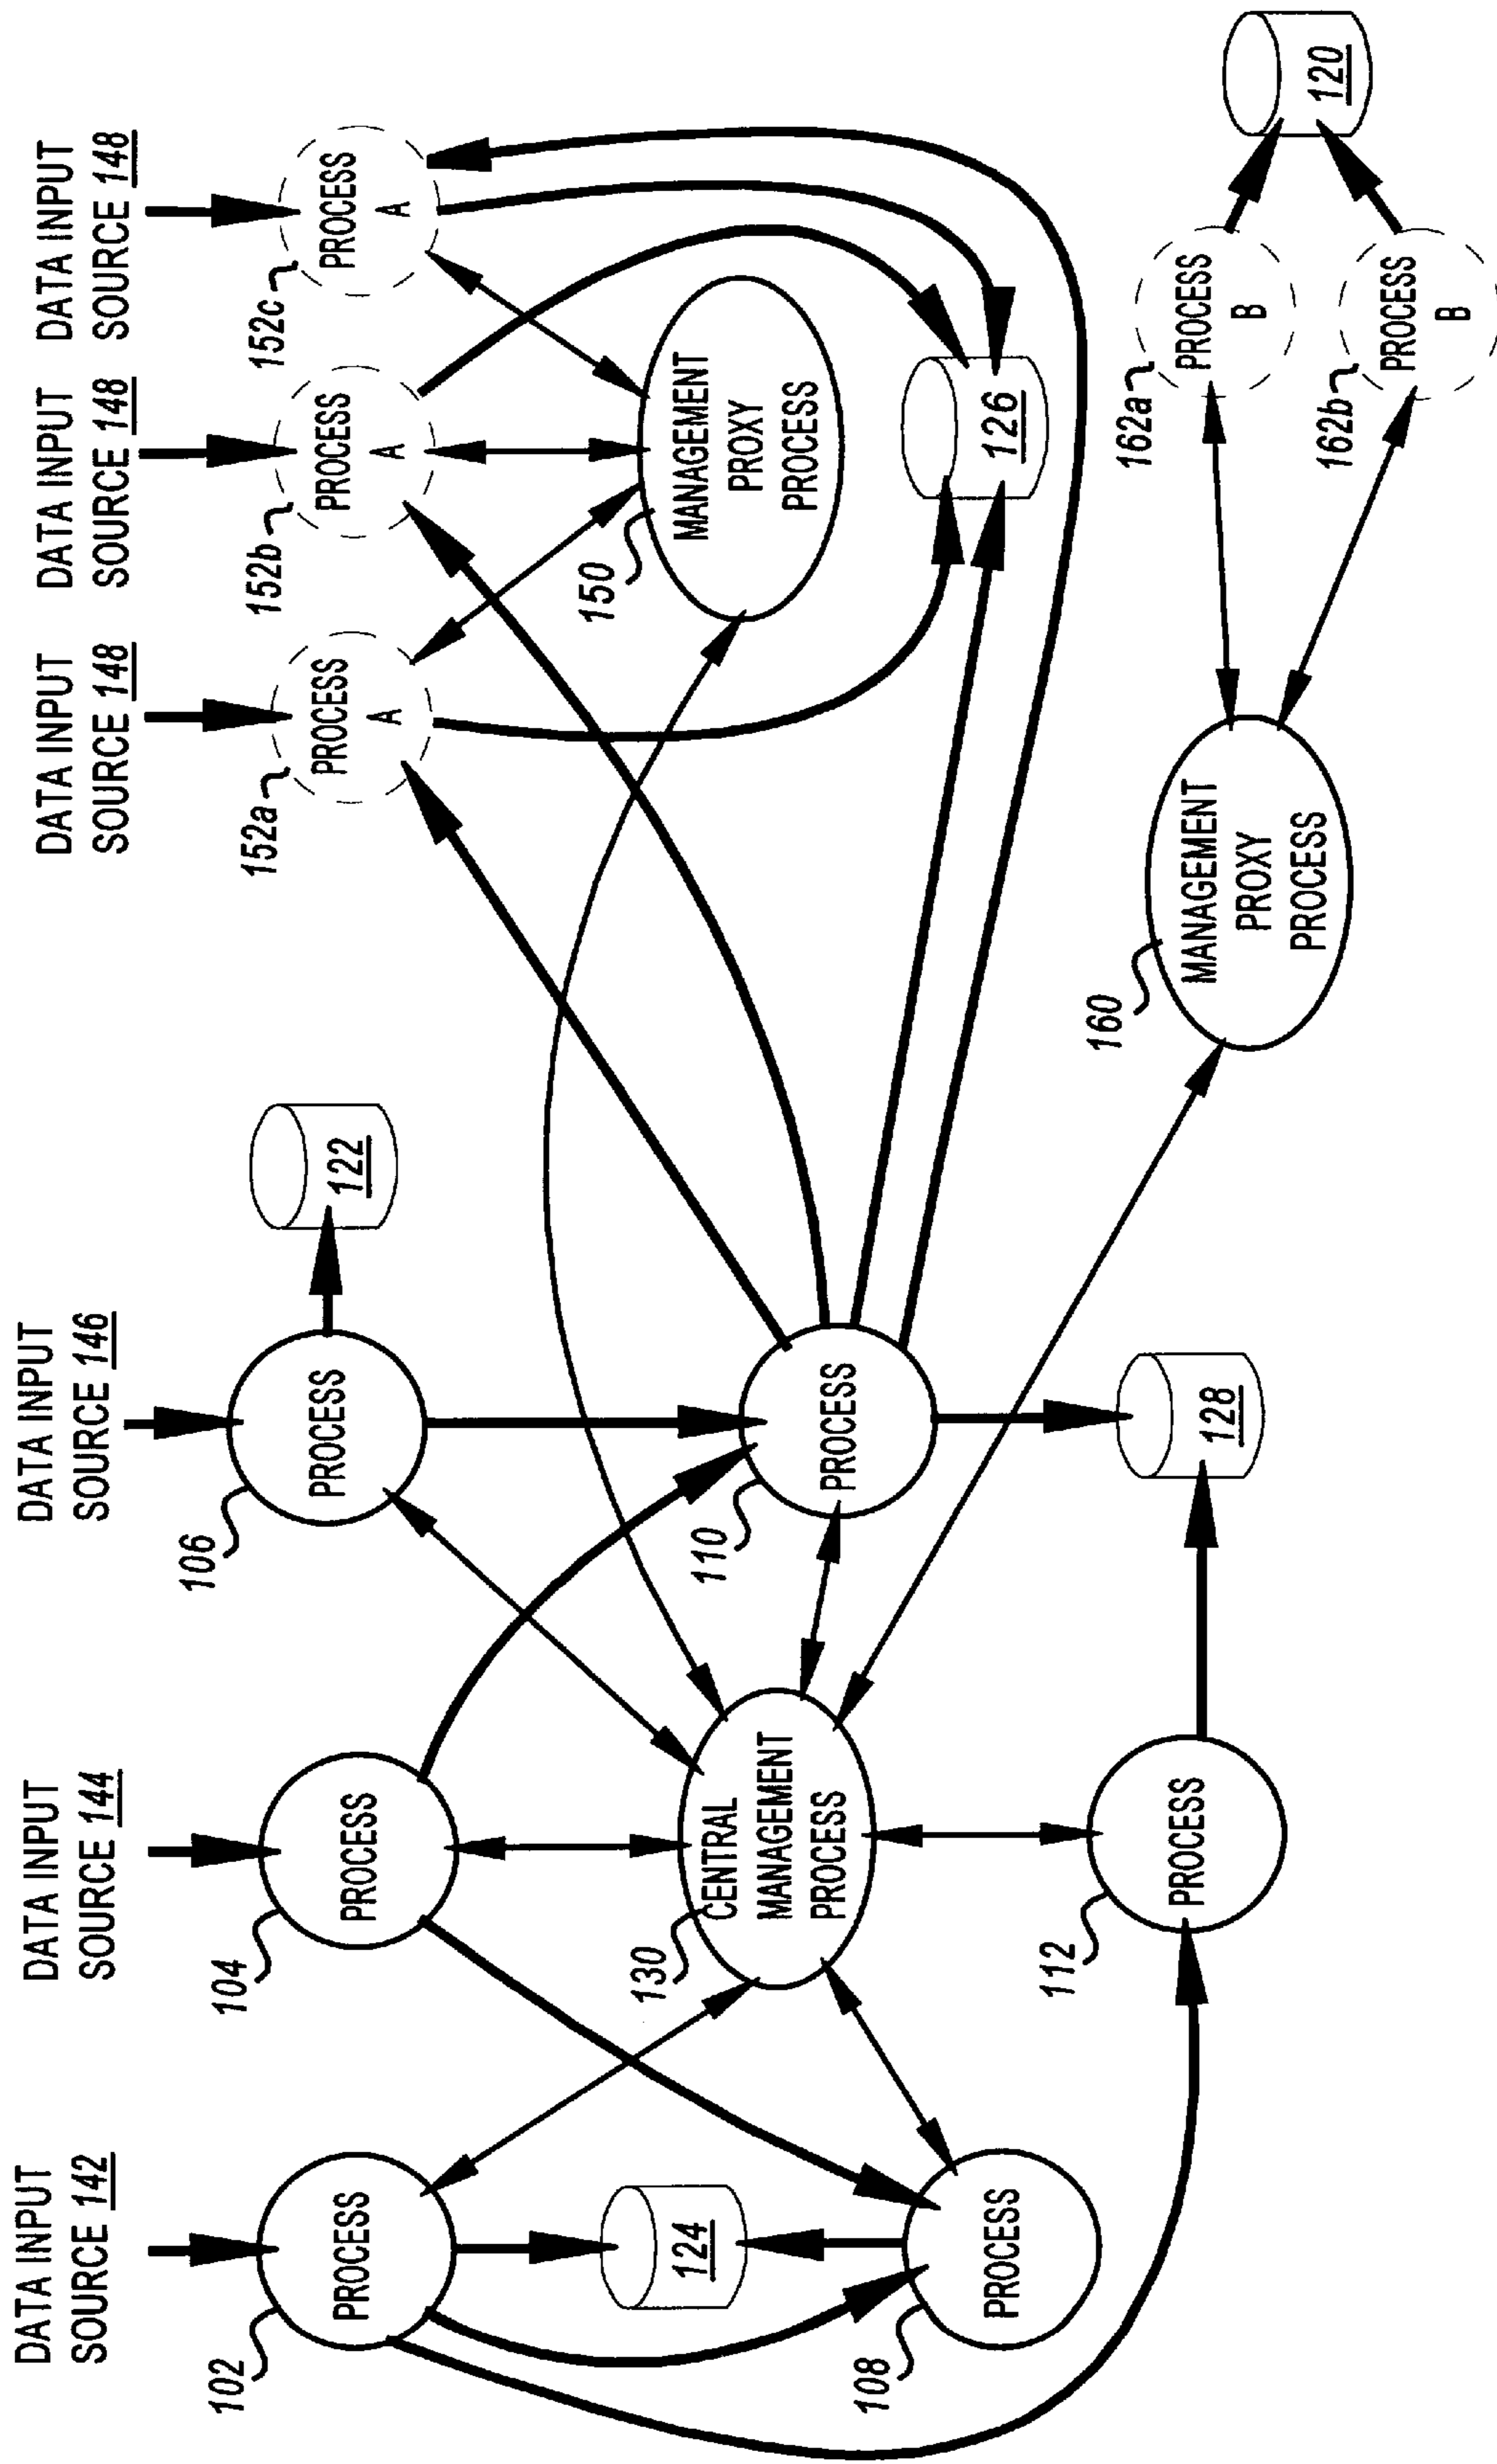 DATA INPUT
SOURCE 142
DATA INPUT
SOURCE 144
DATA INPUT
SOURCE 146
DATA INPUT
SOURCE 148
DATA INPUT
SOURCE 148
DATA INPUT
SOURCE 148
102
PROCESS
104
PROCESS
106
PROCESS
122
152a
PROCESS
A
152b
PROCESS
A
152c
PROCESS
A
124
130
CENTRAL
MANAGEMENT
PROCESS
110
PROCESS
150
MANAGEMENT
PROXY
PROCESS
126
108
PROCESS
112
PROCESS
128
160
MANAGEMENT
PROXY
PROCESS
162a
PROCESS
B
162b
PROCESS
B
120